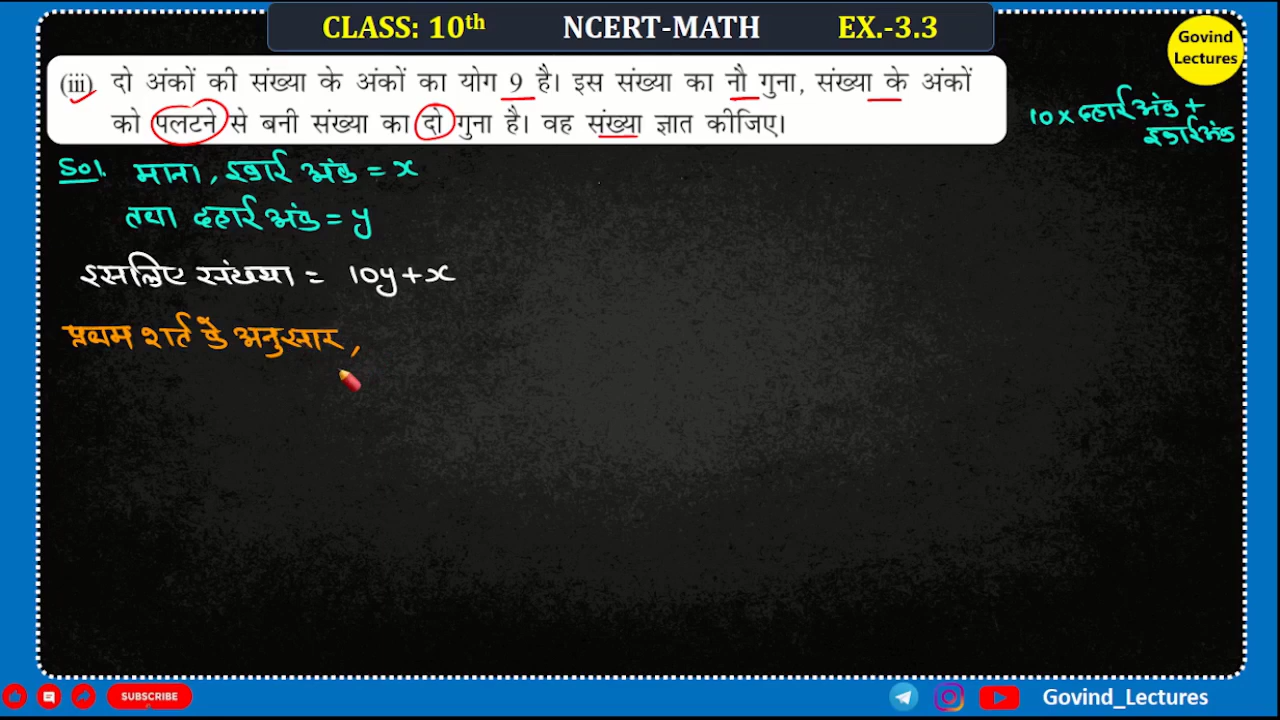 CLASS: 10th NCERT-MATH EX.-3.3
Govind
Lectures
(iii) दो अंकों की संख्या के अंकों का योग 9 है। इस संख्या का नौ गुना, संख्या के अंकों
को पलटने से बनी संख्या का दो गुना है। वह संख्या ज्ञात कीजिए।
10 x दहाई अंक +
इकाई अंक
Sol. माना, इकाई अंक = x
तथा दहाई अंक = y
इसलिए संख्या = 10y + x
प्रथम शर्त के अनुसार,
SUBSCRIBE
Govind_Lectures